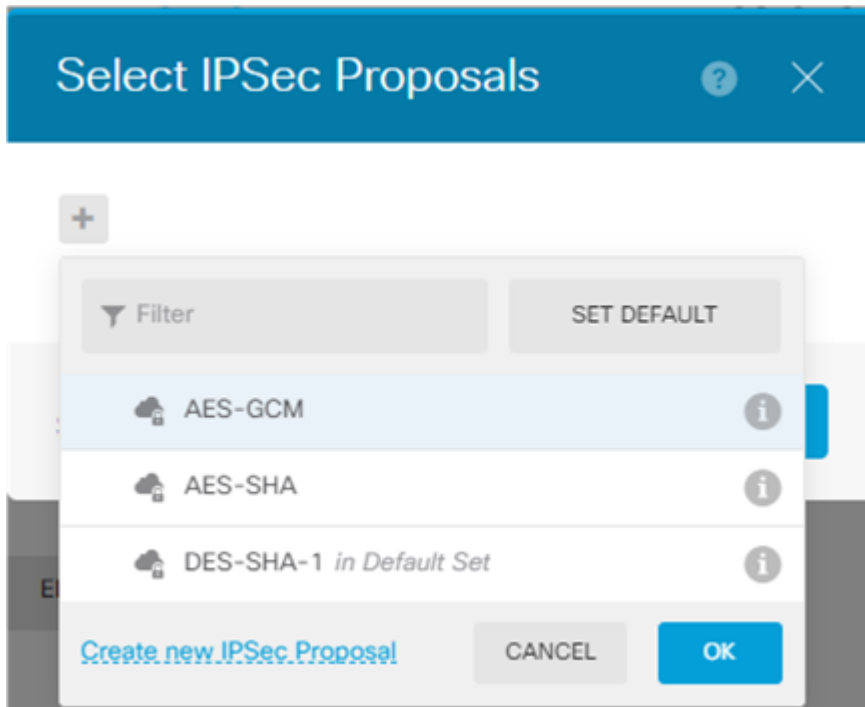 Select IPSec Proposals
Filter
SET DEFAULT
AES-GCM
AES-SHA
DES-SHA-1 in Default Set
Create new IPSec Proposal
CANCEL
OK